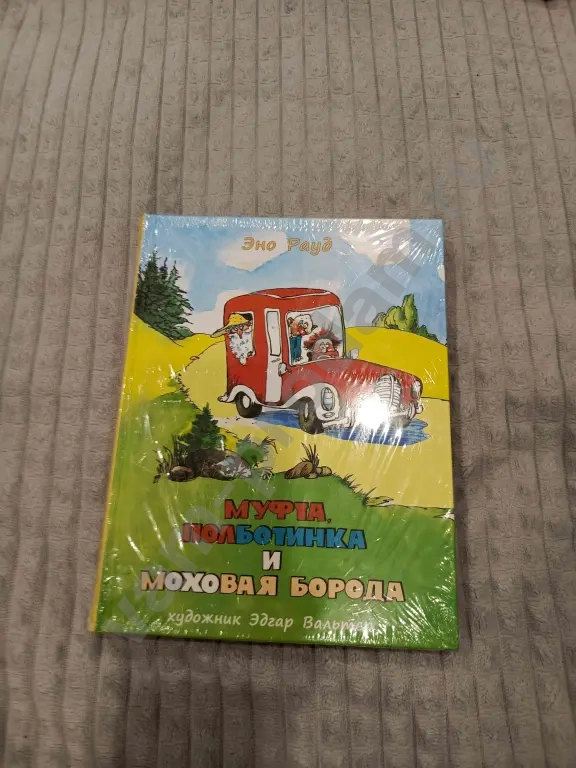 Эно Рауд
МУФТА,
ПОЛБОТИНКА
И
МОХОВАЯ БОРОДА
художник Эдгар Вальтер